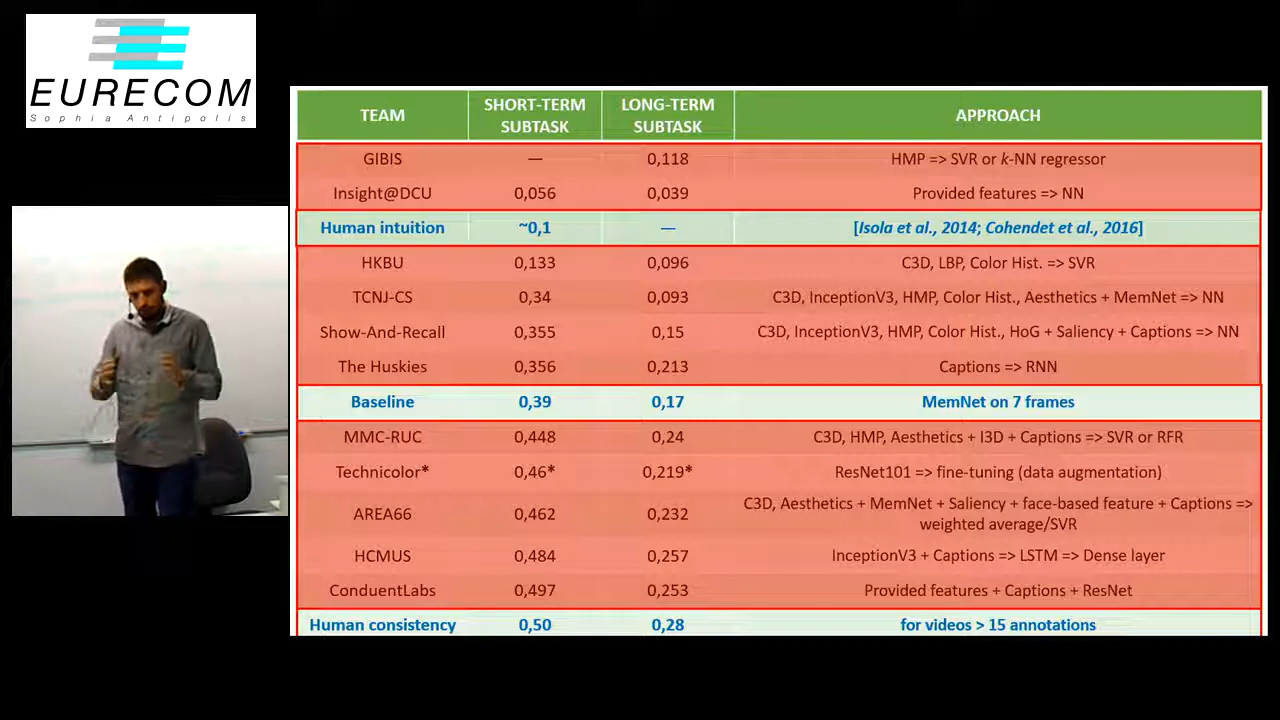 EURECOM
Sophia Antipolis
TEAM SHORT-TERM SUBTASK LONG-TERM SUBTASK APPROACH
GIBIS — 0,118 HMP => SVR or k-NN regressor
Insight@DCU 0,056 0,039 Provided features => NN
Human intuition ~0,1 — [Isola et al., 2014; Cohendet et al., 2016]
HKBU 0,133 0,096 C3D, LBP, Color Hist. => SVR
TCNJ-CS 0,34 0,093 C3D, InceptionV3, HMP, Color Hist., Aesthetics + MemNet => NN
Show-And-Recall 0,355 0,15 C3D, InceptionV3, HMP, Color Hist., HoG + Saliency + Captions => NN
The Huskies 0,356 0,213 Captions => RNN
Baseline 0,39 0,17 MemNet on 7 frames
MMC-RUC 0,448 0,24 C3D, HMP, Aesthetics + I3D + Captions => SVR or RFR
Technicolor* 0,46* 0,219* ResNet101 => fine-tuning (data augmentation)
AREA66 0,462 0,232 C3D, Aesthetics + MemNet + Saliency + face-based feature + Captions =>
weighted average/SVR
HCMUS 0,484 0,257 InceptionV3 + Captions => LSTM => Dense layer
ConduentLabs 0,497 0,253 Provided features + Captions + ResNet
Human consistency 0,50 0,28 for videos > 15 annotations